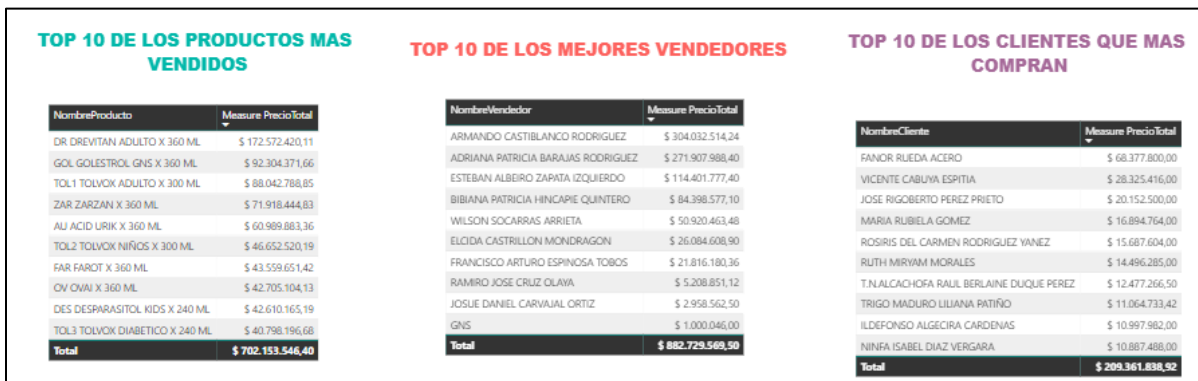 TOP 10 DE LOS PRODUCTOS MAS
VENDIDOS
NombreProducto Measure PrecioTotal
DR DREVITAN ADULTO X 360 ML $ 172.572.420,11
GOL GOLESTROL GNS X 360 ML $ 92.304.371,66
TOL1 TOLVOX ADULTO X 300 ML $ 88.042.788,85
ZAR ZARZAN X 360 ML $ 71.918.444,83
AU ACID URIK X 360 ML $ 60.989.883,36
TOL2 TOLVOX NIÑOS X 300 ML $ 46.652.520,19
FAR FAROT X 360 ML $ 43.559.651,42
OV OVAI X 360 ML $ 42.705.104,13
DES DESPARASITOL KIDS X 240 ML $ 42.610.165,19
TOL3 TOLVOX DIABETICO X 240 ML $ 40.798.196,68
Total $ 702.153.546,40
TOP 10 DE LOS MEJORES VENDEDORES
NombreVendedor Measure PrecioTotal
ARMANDO CASTIBLANCO RODRIGUEZ $ 304.032.514,24
ADRIANA PATRICIA BARAJAS RODRIGUEZ $ 271.907.988,40
ESTEBAN ALBEIRO ZAPATA IZQUIERDO $ 114.401.777,40
BIBIANA PATRICIA HINCAPIE QUINTERO $ 84.398.577,10
WILSON SOCARRAS ARRIETA $ 50.920.463,48
ELCIDA CASTRILLON MONDRAGON $ 26.084.608,90
FRANCISCO ARTURO ESPINOSA TOBOS $ 21.816.180,36
RAMIRO JOSE CRUZ OLAYA $ 5.208.851,12
JOSUE DANIEL CARVAJAL ORTIZ $ 2.958.562,50
GNS $ 1.000.046,00
Total $ 882.729.569,50
TOP 10 DE LOS CLIENTES QUE MAS
COMPRAN
NombreCliente Measure PrecioTotal
FANOR RUEDA ACERO $ 68.377.800,00
VICENTE CABUYA ESPITIA $ 28.325.416,00
JOSE RIGOBERTO PEREZ PRIETO $ 20.152.500,00
MARIA RUBIELA GOMEZ $ 16.894.764,00
ROSIRIS DEL CARMEN RODRIGUEZ YANEZ $ 15.687.604,00
RUTH MIRYAM MORALES $ 14.496.285,00
T.N.ALCACHOFA RAUL BERLAINE DUQUE PEREZ $ 12.477.266,50
TRIGO MADURO LILIANA PATIÑO $ 11.064.733,42
ILDEFONSO ALGECIRA CARDENAS $ 10.997.982,00
NINFA ISABEL DIAZ VERGARA $ 10.887.488,00
Total $ 209.361.838,92